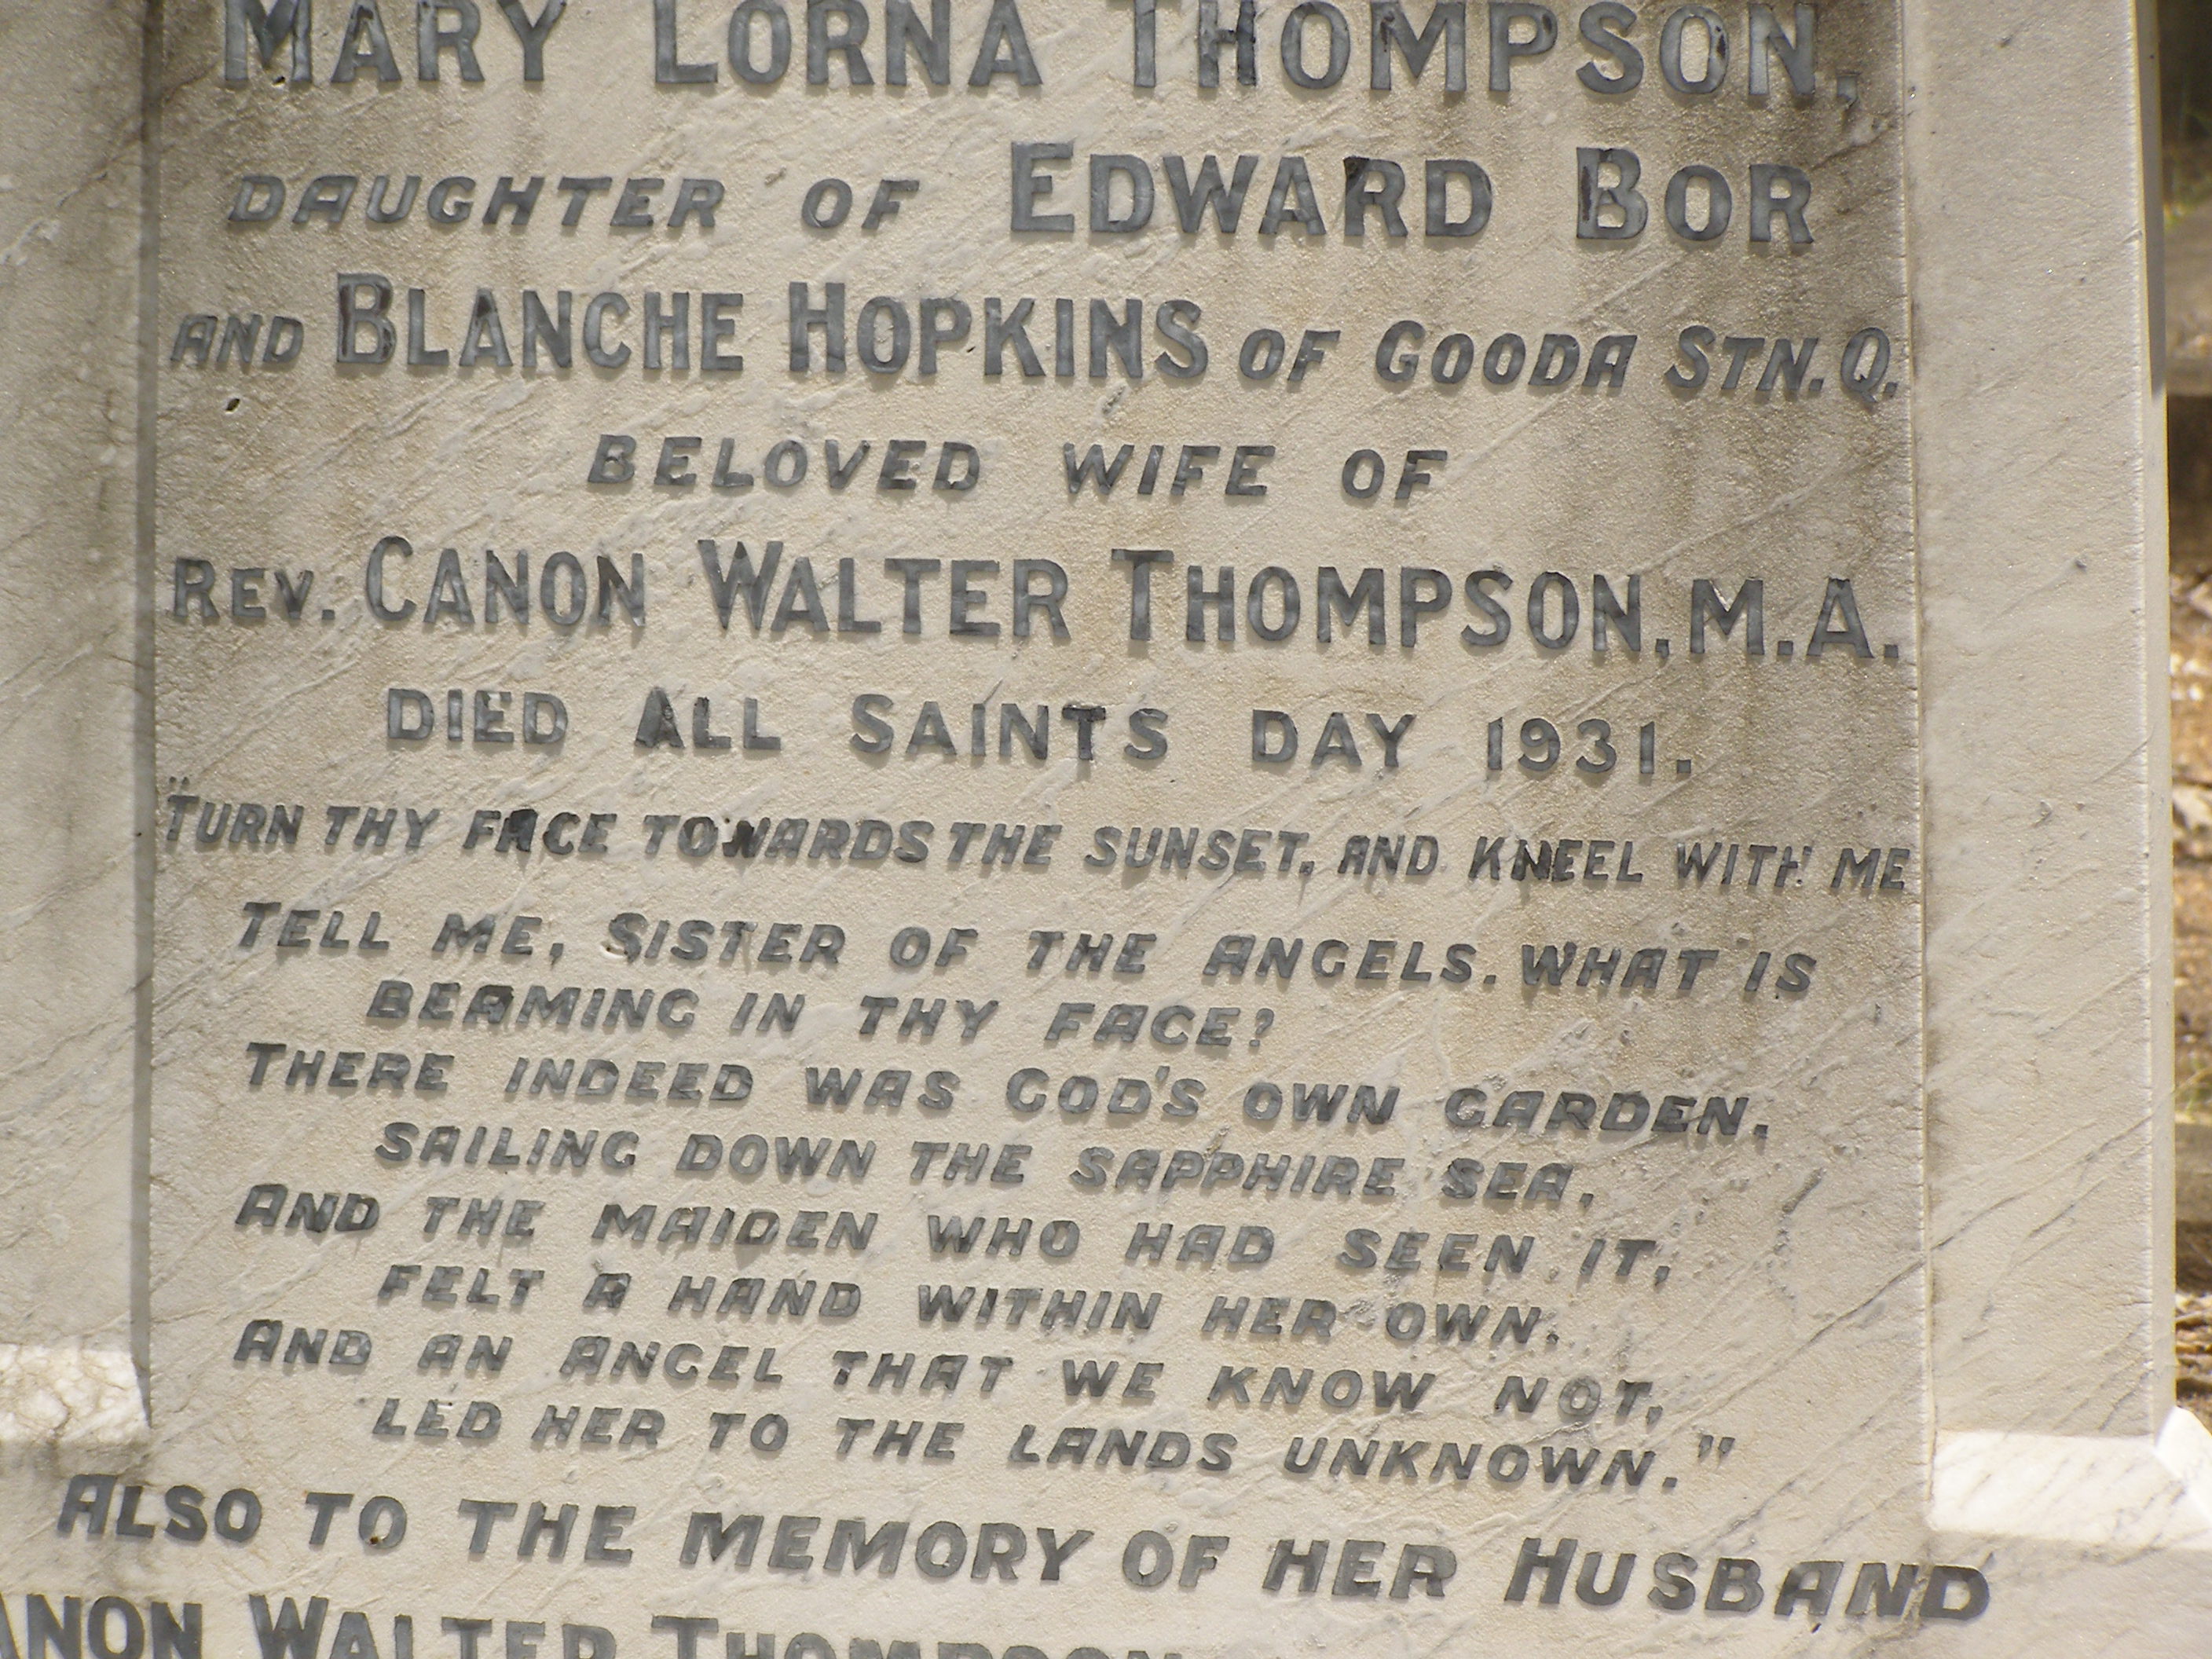 MARY LORNA THOMPSON,
DAUGHTER OF EDWARD BOR
AND BLANCHE HOPKINS OF GOODA STN. Q.
BELOVED WIFE OF
REV. CANON WALTER THOMPSON, M.A.
DIED ALL SAINTS DAY 1931.
"TURN THY FACE TOWARDS THE SUNSET, AND KNEEL WITH ME
TELL ME, SISTER OF THE ANGELS. WHAT IS
BEAMING IN THY FACE?
THERE INDEED WAS GOD'S OWN GARDEN,
SAILING DOWN THE SAPPHIRE SEA,
AND THE MAIDEN WHO HAD SEEN IT,
FELT A HAND WITHIN HER OWN.
AND AN ANGEL THAT WE KNOW NOT,
LED HER TO THE LANDS UNKNOWN."
ALSO TO THE MEMORY OF HER HUSBAND
ANON WALTER THOMPSON